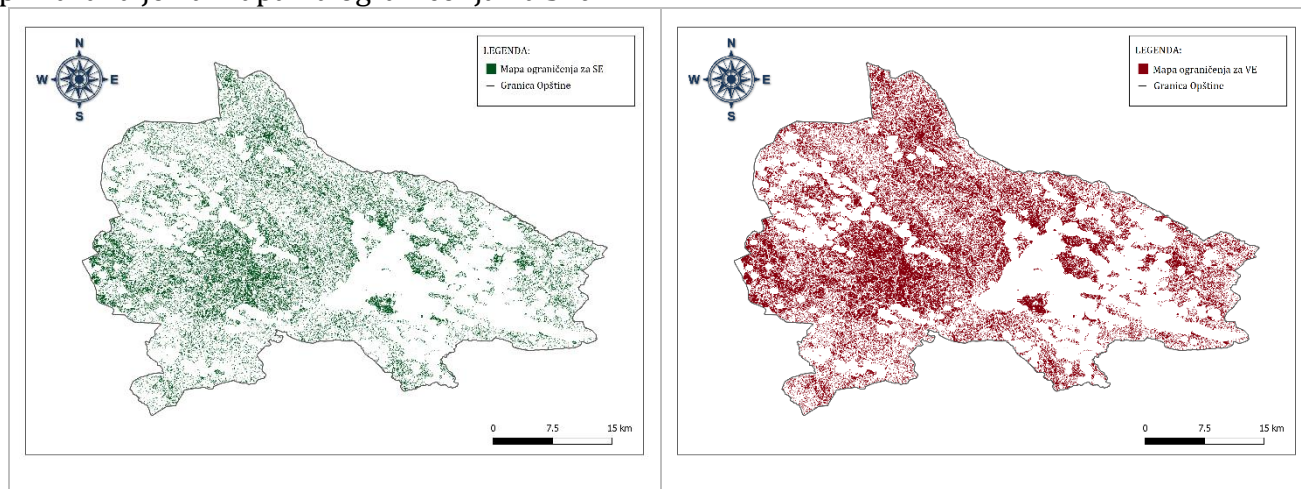 N
W E
S
LEGENDA:
Mapa ograničenja za SE
Granica Opštine
0 7.5 15 km
N
W E
S
LEGENDA:
Mapa ograničenja za VE
Granica Opštine
0 7.5 15 km